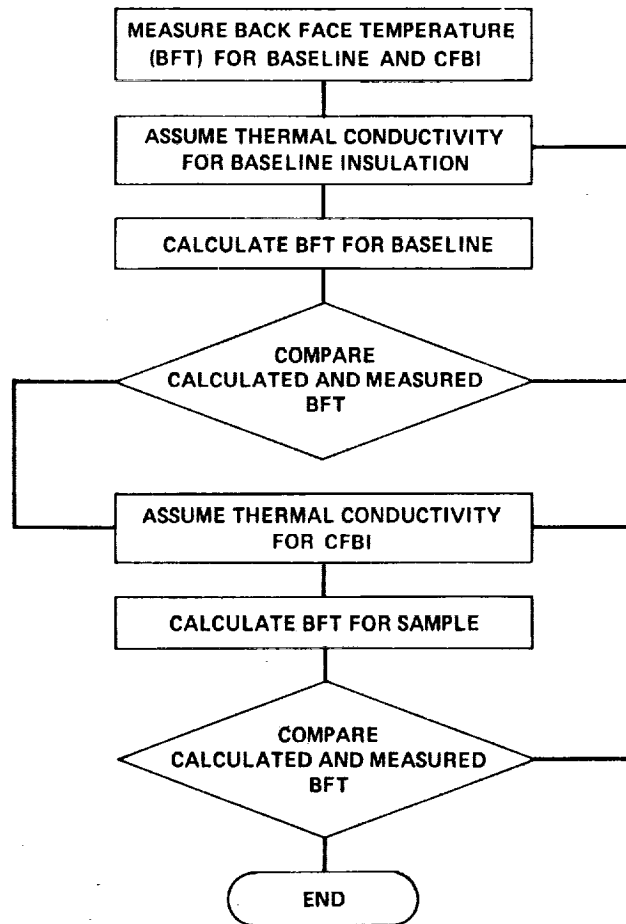 MEASURE BACK FACE TEMPERATURE
(BFT) FOR BASELINE AND CFBI
ASSUME THERMAL CONDUCTIVITY
FOR BASELINE INSULATION
CALCULATE BFT FOR BASELINE
COMPARE
CALCULATED AND MEASURED
BFT
ASSUME THERMAL CONDUCTIVITY
FOR CFBI
CALCULATE BFT FOR SAMPLE
COMPARE
CALCULATED AND MEASURED
BFT
END